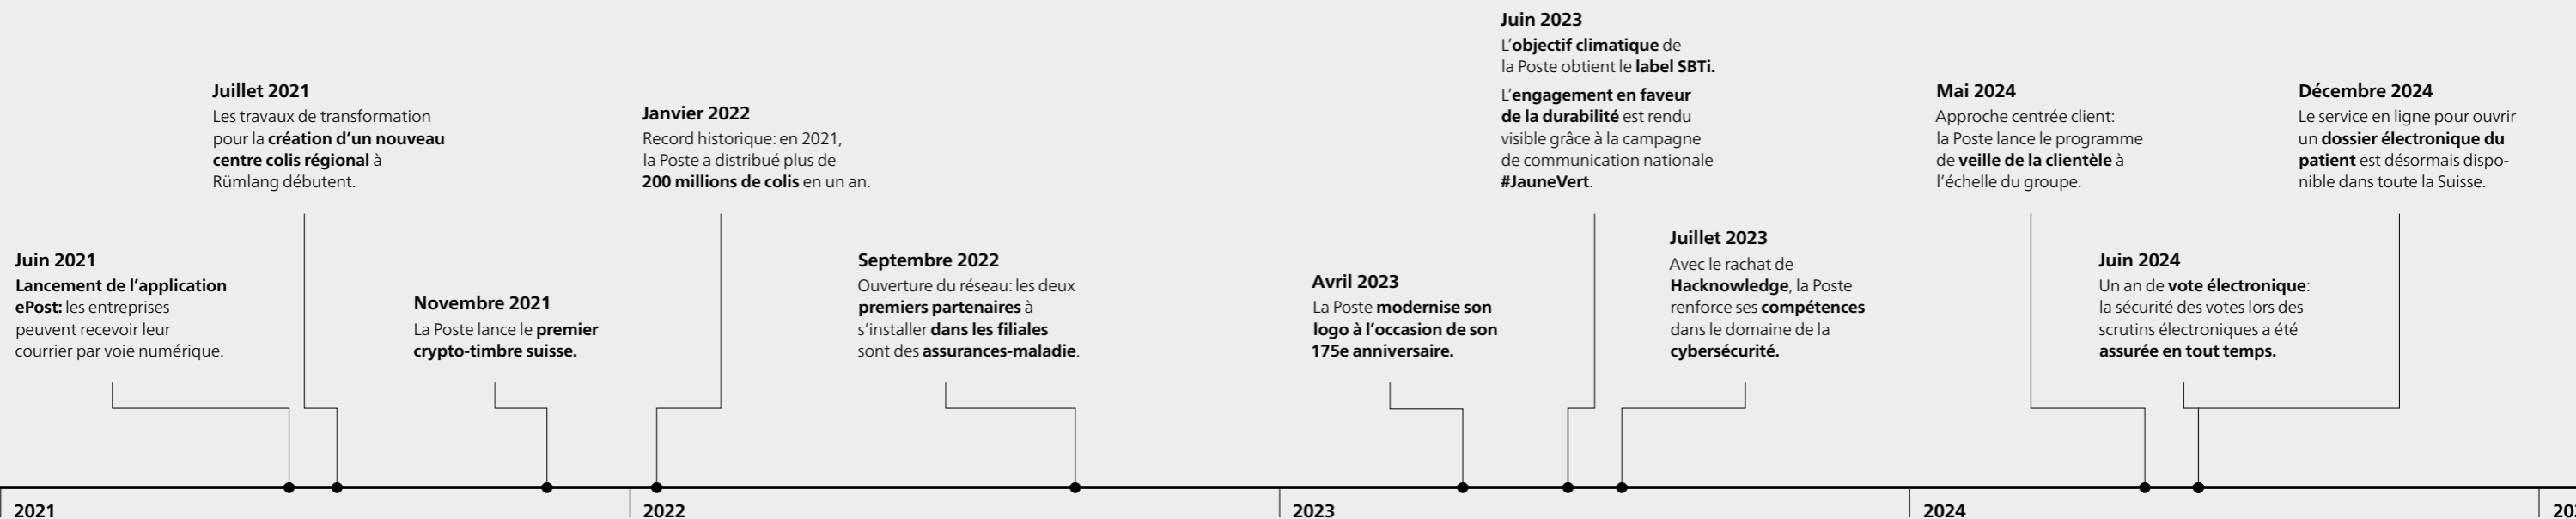 Juin 2021
Lancement de l’application
ePost: les entreprises
peuvent recevoir leur
courrier par voie numérique.
Juillet 2021
Les travaux de transformation
pour la création d’un nouveau
centre colis régional à
Rümlang débutent.
Novembre 2021
La Poste lance le premier
crypto-timbre suisse.
Janvier 2022
Record historique: en 2021,
la Poste a distribué plus de
200 millions de colis en un an.
Septembre 2022
Ouverture du réseau: les deux
premiers partenaires à
s’installer dans les filiales
sont des assurances-maladie.
Avril 2023
La Poste modernise son
logo à l’occasion de son
175e anniversaire.
Juin 2023
L’objectif climatique de
la Poste obtient le label SBTi.
L’engagement en faveur
de la durabilité est rendu
visible grâce à la campagne
de communication nationale
#JauneVert.
Juillet 2023
Avec le rachat de
Hacknowledge, la Poste
renforce ses compétences
dans le domaine de la
cybersécurité.
Mai 2024
Approche centrée client:
la Poste lance le programme
de veille de la clientèle à
l’échelle du groupe.
Juin 2024
Un an de vote électronique:
la sécurité des votes lors des
scrutins électroniques a été
assurée en tout temps.
Décembre 2024
Le service en ligne pour ouvrir
un dossier électronique du
patient est désormais dispo-
nible dans toute la Suisse.
2021
2022
2023
2024